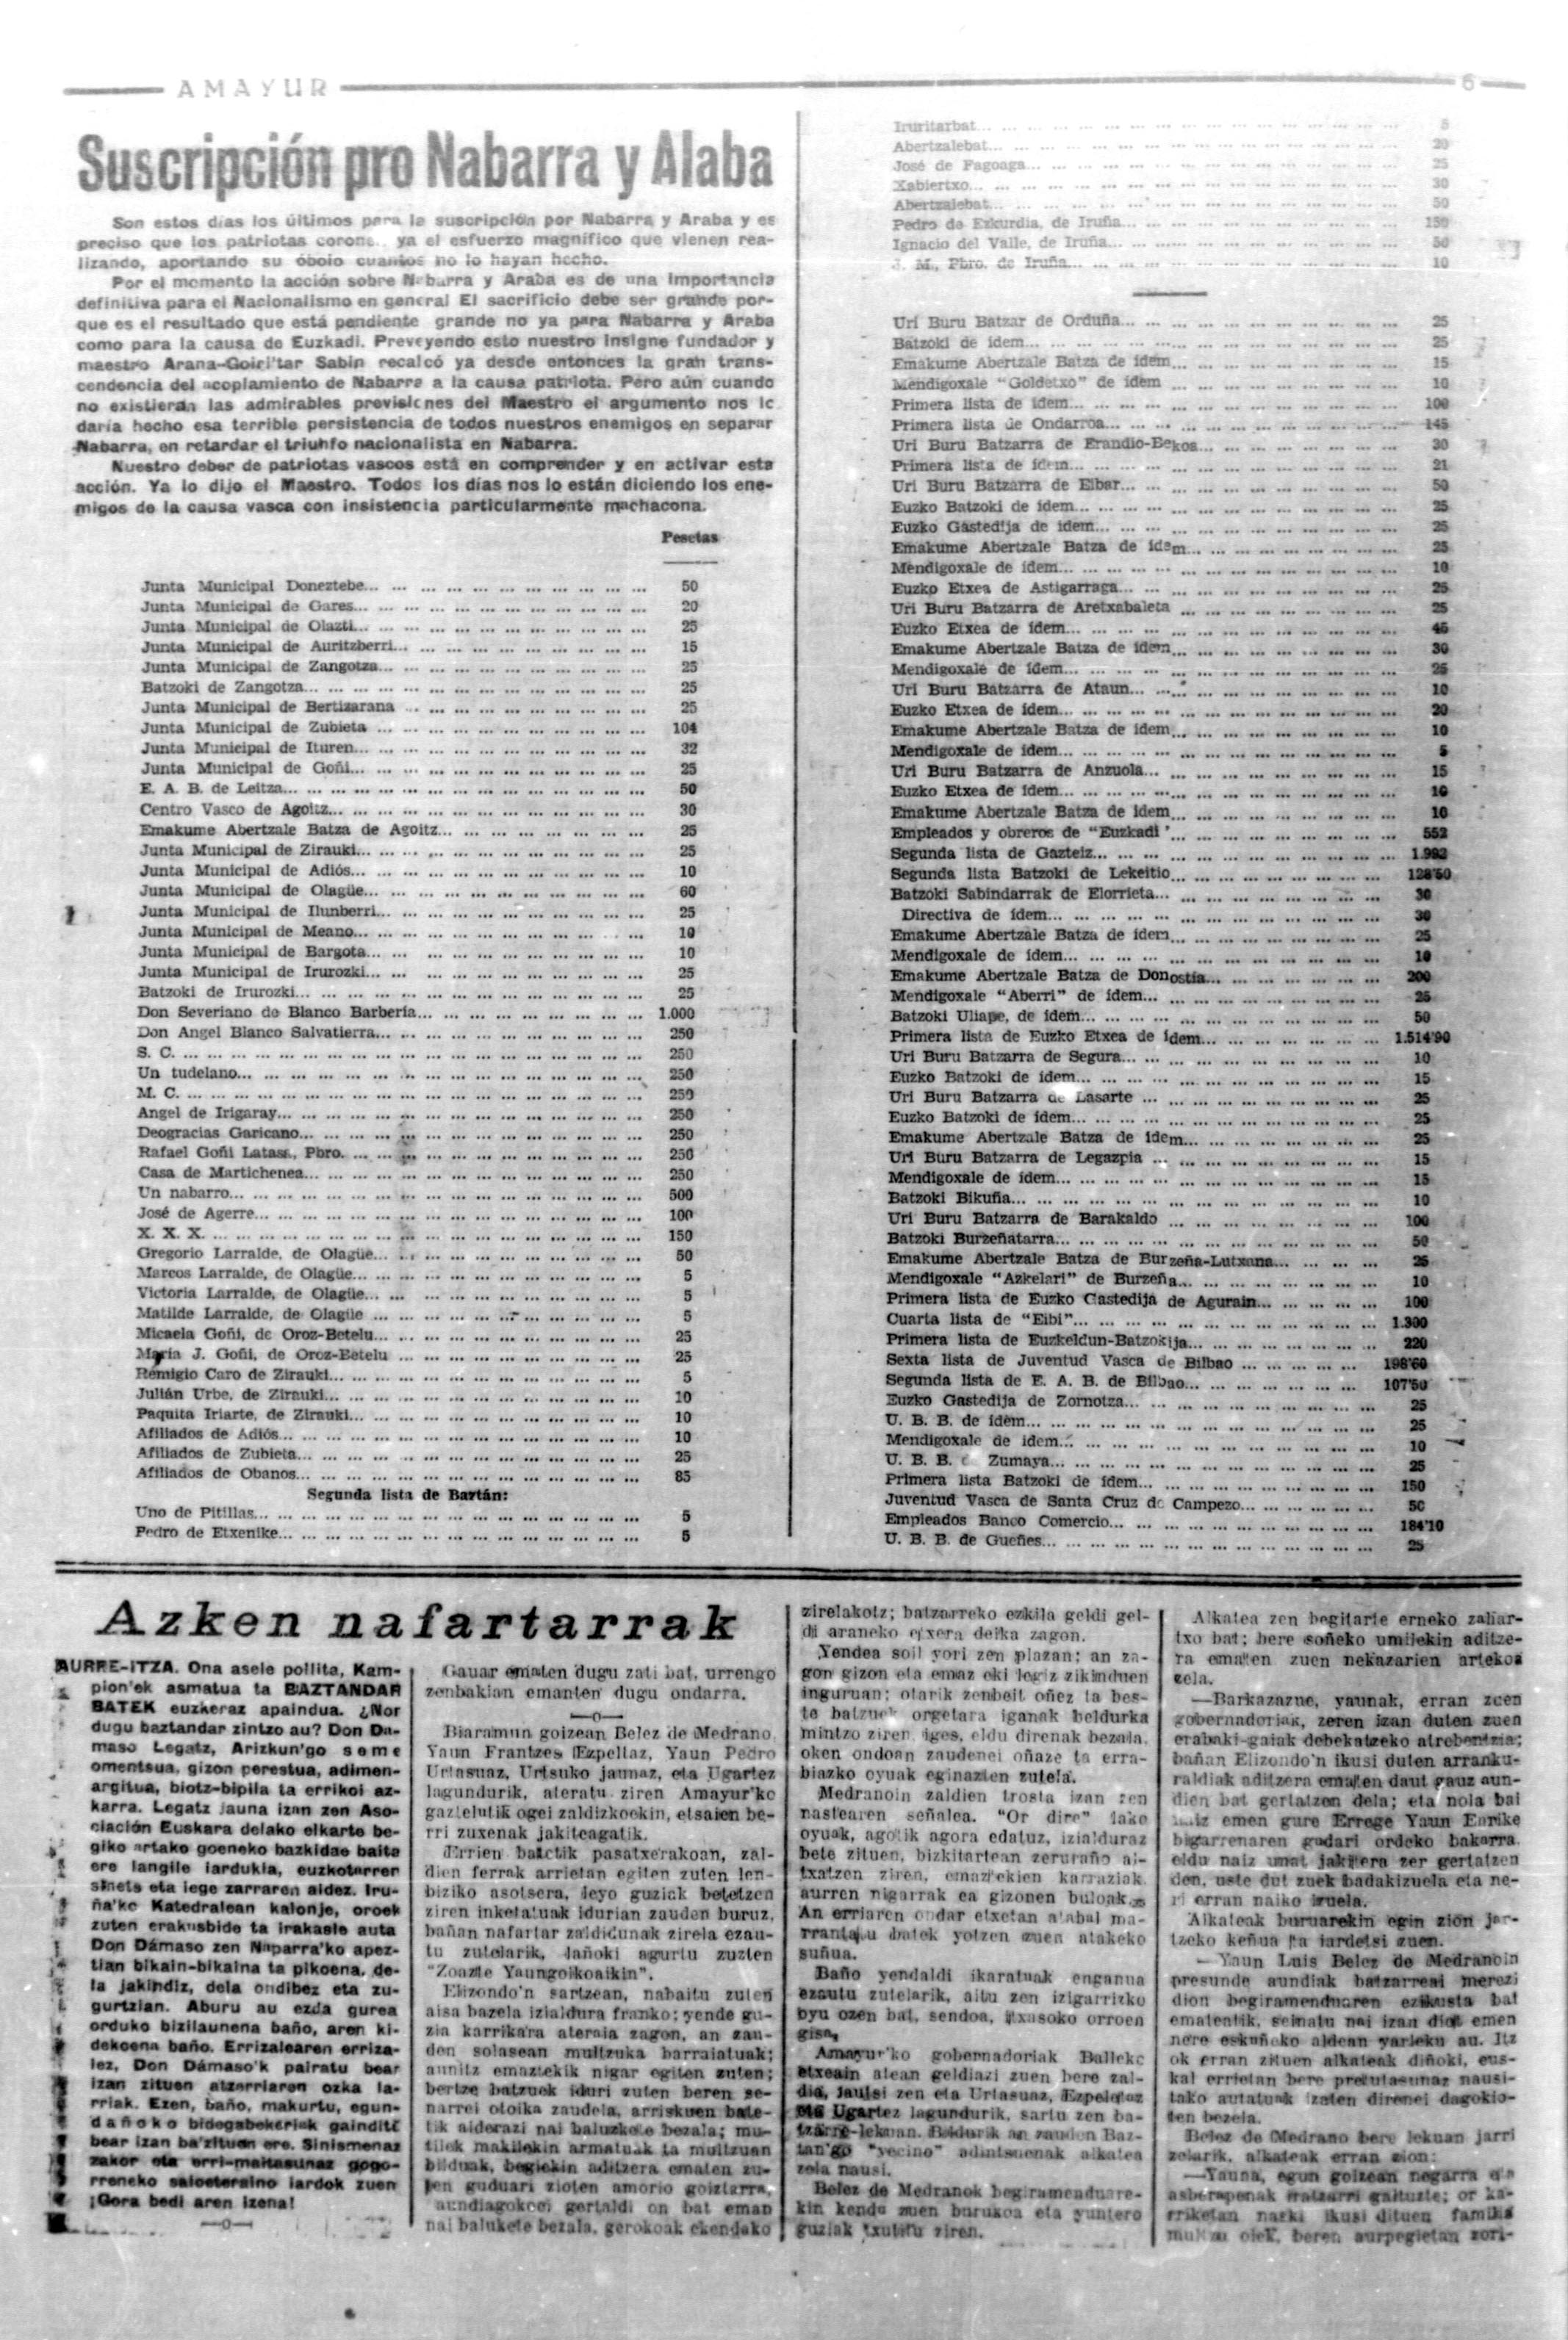 AMAYUR
6
Suscripción pro Nabarra y Alaba
Son estos días los últimos para la suscripción por Nabarra y Araba y es
preciso que los patriotas ya el esfuerzo magnífico que vienen rea-
lizando, aportando su óbolo cuantos no lo hayan hecho.
Por el momento la acción sobre Nabarra y Araba es de una importancia
definitiva para el Nacionalismo en general El sacrificio debe ser grande por-
que es el resultado que está pendiente grande no ya para Nabarra y Araba
como para la causa de Euzkadi. Preveyendo esto nuestro insigne fundador y
maestro Arana-Goiri'tar Sabin recalcó ya desde entonces la gran trans-
cendencia del acoplamiento de Nabarra a la causa patriota. Pero aún cuando
no existieran las admirables previsiones del Maestro el argumento nos lo
daría hecho esa terrible persistencia de todos nuestros enemigos en separar
Nabarra, en retardar el triunfo nacionalista en Nabarra.
Nuestro deber de patriotas vascos está en comprender y en activar esta
acción. Ya lo dijo el Maestro. Todos los días nos lo están diciendo los ene-
migos de la causa vasca con insistencia particularmente machacona.
Pesetas
Junta Municipal Doneztebe... 50
Junta Municipal de Gares... 20
Junta Municipal de Olazti... 25
Junta Municipal de Auritzberri... 15
Junta Municipal de Zangotza... 25
Batzoki de Zangotza... 25
Junta Municipal de Bertizarana ... 25
Junta Municipal de Zubieta ... 104
Junta Municipal de Ituren... 32
Junta Municipal de Goñi... 25
E. A. B. de Leitza... 50
Centro Vasco de Agoitz... 30
Emakume Abertzale Batza de Agoitz... 25
Junta Municipal de Zirauki... 25
Junta Municipal de Adiós... 10
Junta Municipal de Olagüe... 60
Junta Municipal de Ilunberri... 25
Junta Municipal de Meano... 10
Junta Municipal de Bargota... 10
Junta Municipal de Irurozki... 25
Batzoki de Irurozki... 25
Don Severiano de Blanco Barbería... 1.000
Don Angel Blanco Salvatierra... 250
S. C. ... 250
Un tudelano... 250
M. C. ... 250
Angel de Irigaray... 250
Deogracias Garicano... 250
Rafael Goñi Latasa, Pbro. ... 250
Casa de Martichenea... 250
Un nabarro... 500
José de Agerre... 100
X. X. X. ... 150
Gregorio Larralde, de Olagüe... 50
Marcos Larralde, de Olagüe... 5
Victoria Larralde, de Olagüe... 5
Matilde Larralde, de Olagüe ... 5
Micaela Goñi, de Oroz-Betelu... 25
María J. Goñi, de Oroz-Betelu ... 25
Remigio Caro de Zirauki... 5
Julián Urbe, de Zirauki... 10
Paquita Iriarte, de Zirauki... 10
Afiliados de Adiós... 10
Afiliados de Zubieta... 25
Afiliados de Obanos... 85
Segunda lista de Baztán:
Uno de Pitillas... 5
Pedro de Etxenike... 5
Iruritarbat... 5
Abertzalebat... 20
José de Fagoaga... 25
Xabiertxo... 30
Abertzalebat... 50
Pedro de Ezkurdia, de Iruña... 150
Ignacio del Valle, de Iruña... 50
J. M., Pbro. de Iruña... 10
Uri Buru Batzar de Orduña... 25
Batzoki de ídem... 25
Emakume Abertzale Batza de ídem... 15
Mendigoxale "Goldetxo" de ídem 10
Primera lista de ídem... 100
Primera lista de Ondarroa... 145
Uri Buru Batzarra de Erandio-Bekoa... 30
Primera lista de ídem... 21
Uri Buru Batzarra de Eibar... 50
Euzko Batzoki de ídem... 25
Euzko Gastedija de ídem... 25
Emakume Abertzale Batza de ídem... 25
Mendigoxale de ídem... 10
Euzko Etxea de Astigarraga... 25
Uri Buru Batzarra de Aretxabaleta ... 25
Euzko Etxea de ídem... 45
Emakume Abertzale Batza de ídem... 30
Mendigoxale de ídem... 25
Uri Buru Batzarra de Ataun... 10
Euzko Etxea de ídem... 20
Emakume Abertzale Batza de ídem... 10
Mendigoxale de ídem... 5
Uri Buru Batzarra de Anzuola... 15
Euzko Etxea de ídem... 10
Emakume Abertzale Batza de ídem... 10
Empleados y obreros de "Euzkadi"... 552
Segunda lista de Gazteiz... 1.992
Segunda lista Batzoki de Lekeitio... 128'50
Batzoki Sabindarrak de Elorrieta... 30
Directiva de ídem... 30
Emakume Abertzale Batza de ídem... 25
Mendigoxale de ídem... 10
Emakume Abertzale Batza de Donostia... 200
Mendigoxale "Aberri" de ídem... 25
Batzoki Uliape, de ídem... 50
Primera lista de Euzko Etxea de ídem... 1.514'90
Uri Buru Batzarra de Segura... 10
Euzko Batzoki de ídem... 15
Uri Buru Batzarra de Lasarte ... 25
Euzko Batzoki de ídem... 25
Emakume Abertzale Batza de ídem... 25
Uri Buru Batzarra de Legazpia ... 15
Mendigoxale de ídem... 15
Batzoki Bikuña... 10
Uri Buru Batzarra de Barakaldo ... 100
Batzoki Burzeñatarra... 50
Emakume Abertzale Batza de Burzeña-Lutxana... 25
Mendigoxale "Azkelari" de Burzeña... 10
Primera lista de Euzko Gastedija de Agurain... 100
Cuarta lista de "Eibi"... 1.300
Primera lista de Euzkeldun-Batzokija... 220
Sexta lista de Juventud Vasca de Bilbao ... 198'60
Segunda lista de E. A. B. de Bilbao... 107'50
Euzko Gastedija de Zornotza... 25
U. B. B. de ídem... 25
Mendigoxale de ídem... 10
U. B. B. Zumaya... 25
Primera lista Batzoki de ídem... 150
Juventud Vasca de Santa Cruz de Campezo... 50
Empleados Banco Comercio... 184'10
U. B. B. de Gueñes... 25
Azken nafartarrak
AURRE-ITZA. Ona asele pollita, Kam-
pion'ek asmatua ta BAZTANDAR
BATEK euzkeraz apaindua. ¿Nor
dugu baztandar zintzo au? Don Da-
maso Legatz, Arizkun'go seme
omentsua, gizon perestua, adimen-
argitua, biotz-bipila ta errikoi az-
karra. Legatz jauna izan zen Aso-
ciación Euskara delako elkarte be-
giko artako goeneko bazkidae baita
ere langile iardukia, euzkotarrer
sinets eta lege zarraren aldez. Iru-
ña'ko Katedralean kalonje, oroek
zuten erakusbide ta irakasle auta
Don Dámaso zen Naparra'ko apez-
tian bikain-bikaina ta pikoena, de-
la jakindiz, dela ondibez eta zu-
gurtzian. Aburu au ezda gurea
orduko bizilaunena baño, aren ki-
dekoena baño. Errizalearen erriza-
lez, Don Dámaso'k pairatu bear
izan zituen atzerriaren ozka la-
rriak. Ezen, baño, makurtu, egun-
dañoko bidegabekeriak gainditi
bear izan ba'zituen ere. Sinismenaz
zakor eta erri-maitasunaz gogo-
rreneko saloeteraino iardok zuen
¡Gora bedi aren izena!
Gauar ematen dugu zati bat, urrengo
zenbakian emanten dugu ondarra.
Biaramun goizean Belez de Medrano,
Yaun Frantzes Ezpeltaz, Yaun Pedro
Urtasunaz, Urtsuko jaunaz, eta Ugartez
lagundurik, ateratu ziren Amayur'ko
gaztelutik ogei zaldizkoekin, etsaien be-
rri zuxenak jakiteagatik.
Errien batetik pasatzerakoan, zal-
dien ferrak arrietan egiten zuten len-
biziko asotsera, leyo guziak betetzen
ziren inketatuak idurian zauden buruz,
bañan nafartar zaldidunak zirela ezau-
tu zutelarik, lañoki agurtu zuzten
"Zoazte Yaungoikoaikin".
Elizondo'n sartzean, nabaitu zuten
aisa bazela izialdura franko; yende gu-
zia karrikara ateraia zagon, an zau-
den solasean multzuka barraiatuak;
aunitz emaztekik nigar egiten zuten;
bertze batzuek iduri zuten beren se-
narrei otoika zaudela, arriskuen bate-
tik alderazi nai baluzkete bezala; mu-
tilek makilekin armatuak ta multzuan
bilduak, begiekin aditzera ematen zu-
ten guduari zioten amorio goiztarra,
aundiagokoei gertaldi on bat eman
nai balukete bezala, gerokoak ekendako
zirelakotz; batzarreko ezkila geldi gel-
di araneko etxera deika zagon.
Yendea soil yori zen plazan; an za-
gon gizon eta emazteki legiz zikinduen
inguruan; otarik zenbeit oñez ta bes-
te batzuek orgetara iganak beldurka
mintzo ziren, iges, eldu direnak bezala,
oken ondoan zaudenei oñaze ta erra-
biazko oyuak eginazten zutela.
Medranoin zaldien trosta izan zen
nastearen señalea. "Or dire" lako
oyuak, agotik agora edatuz, izialduraz
bete zituen, bizkitartean zeruraño al-
txatzen ziren, emaztekien karraziak,
aurren nigarrak ea gizonen buloak
An erriaren ondar etxetan atabal ma-
batek yotzen zuen atakeko
suñua.
Baño yendaldi ikaratuak engañua
ezautu zutelarik, aitu zen izigarrizko
oyu ozen bat, sendoa, itxasoko orroen
gisa,
Amayur'ko gobernadoriak Balleke
etxeain atean geldiazi zuen bere zal-
dia, jautsi zen eta Urtasunaz, Ezpeletaz
eta Ugartez lagundurik, sartu zen ba-
tzarre-lekuan. Beldurik an zauden Baz-
tan'go "vecino" adintsuenak alkatea
zela nausi.
Belez de Medranok begiramenduare-
kin kendu zuen burukoa eta yuntero
guziak txutitu ziren.
Alkatea zen begitarte erneko zahar-
txo bat; bere soñeko umilekin aditze-
ra ematen zuen nekazarien artekoa
zela.
—Barkazazue, yaunak, erran zuen
gobernadoriak, zeren izan duten zuen
erabaki-gaiak debekatzeko atrebentzia;
bañan Elizondo'n ikusi duten arranku-
raldiak aditzera ematen daut gauz aun-
dien bat gertatzen dela; eta nola bai
naiz emen gure Errege Yaun Enrike
bigarrenaren gudari ordeko bakarra,
eldu naiz unat jakitera zer gertatzen
den, uste dut zuek badakizuela eta ne-
ri erran naiko zuela.
Alkateak buruarekin egin zion jar-
tzeko keñua ta iardetsi zuen.
—Yaun Luis Belez de Medranoin
presunde aundiak batzarreai merezi
dion begiramenduaren ezikusta bat
ematentik, seinatu nai izan diot emen
nere eskuñeko aldean yarleku au. Itz
ok erran zituen alkateak diñoki, eus-
kal errietan bere pretutasunaz nausi-
tako autatuak izaten direnei dagokio-
ten bezela.
Belez de Medrano bere lekuan jarri
zelarik, alkateak erran zion:
—Yauna, egun goizean negarra eta
asberapenak iratzarri gaituzte; or ka-
rriketan nazki ikusi dituen familia
oiek, beren aurpegietan zori-